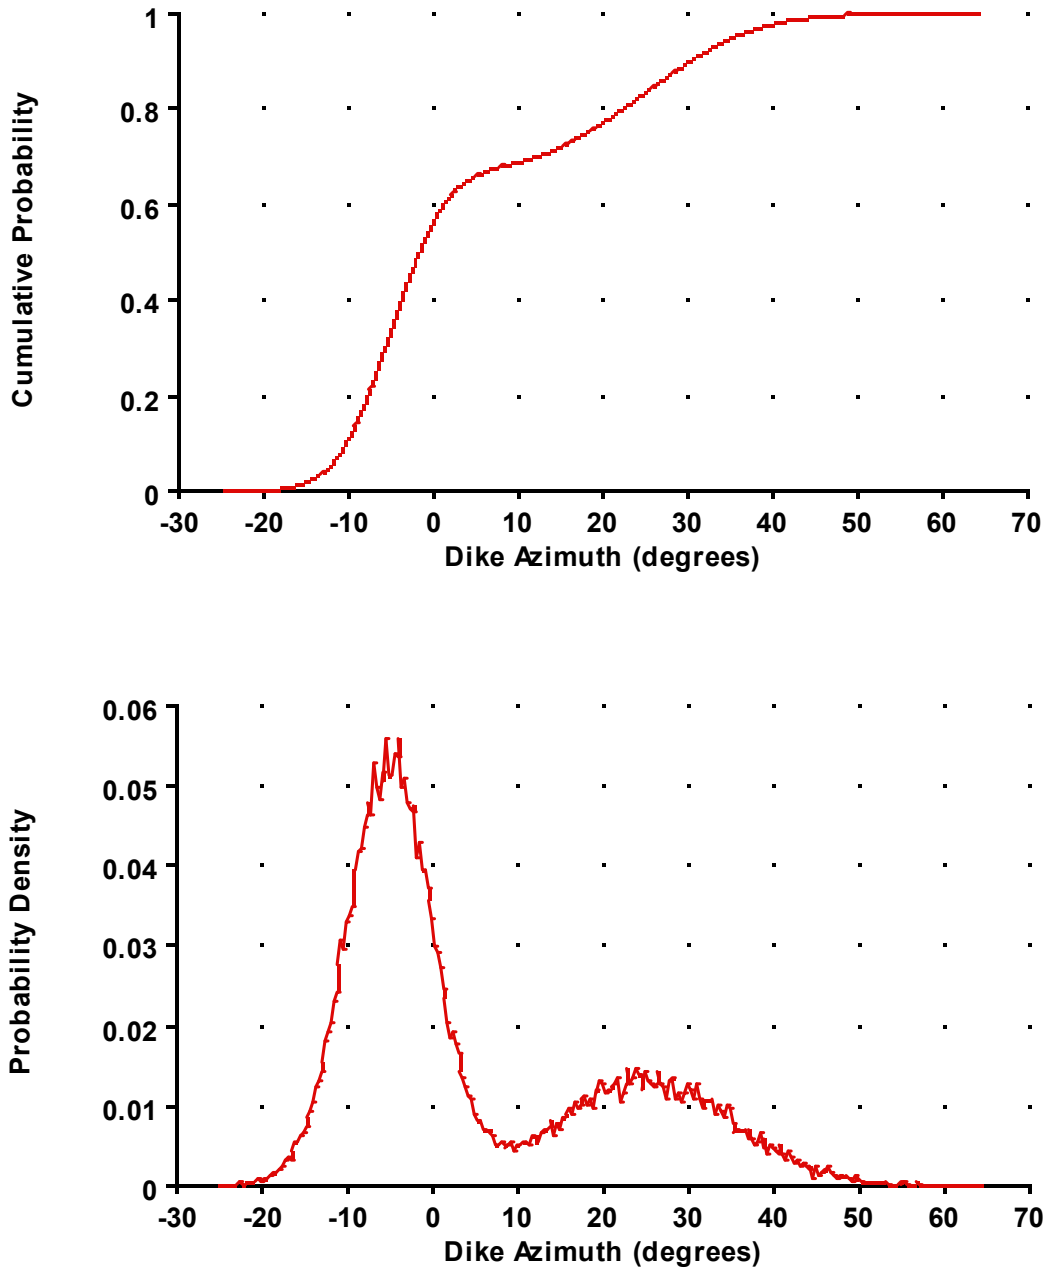 1
0.8
0.6
0.4
0.2
0
Cumulative Probability
-30 -20 -10 0 10 20 30 40 50 60 70
Dike Azimuth (degrees)
0.06
0.05
0.04
0.03
0.02
0.01
0
Probability Density
-30 -20 -10 0 10 20 30 40 50 60 70
Dike Azimuth (degrees)